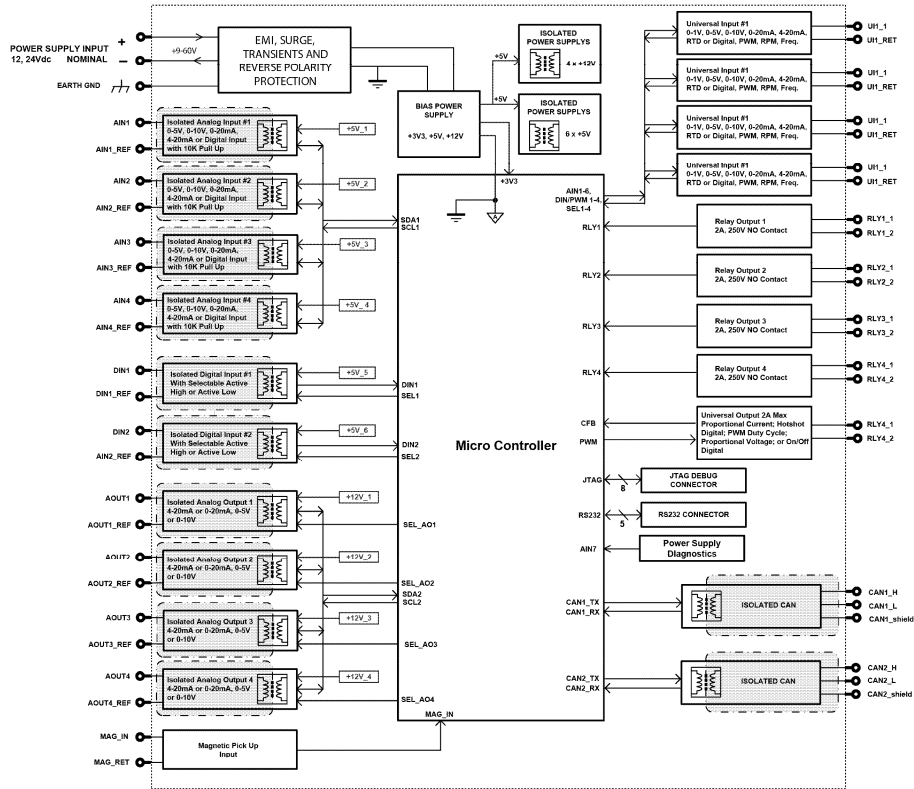 POWER SUPPLY INPUT
12, 24Vdc NOMINAL
+
−
EARTH GND
+9-60V
EMI, SURGE,
TRANSIENTS AND
REVERSE POLARITY
PROTECTION
BIAS POWER
SUPPLY
+3V3, +5V, +12V
+5V
+5V
ISOLATED
POWER SUPPLYS
4 x +12V
ISOLATED
POWER SUPPLYS
6 x +5V
+3V3
A
AIN1
AIN1_REF
Isolated Analog Input #1
0-5V, 0-10V, 0-20mA,
4-20mA or Digital Input
with 10K Pull Up
+5V_1
AIN2
AIN2_REF
Isolated Analog Input #2
0-5V, 0-10V, 0-20mA,
4-20mA or Digital Input
with 10K Pull Up
+5V_2
AIN3
AIN3_REF
Isolated Analog Input #3
0-5V, 0-10V, 0-20mA,
4-20mA or Digital Input
with 10K Pull Up
+5V_3
AIN4
AIN4_REF
Isolated Analog Input #4
0-5V, 0-10V, 0-20mA,
4-20mA or Digital Input
with 10K Pull Up
+5V_ 4
SDA1
SCL1
DIN1
DIN1_REF
Isolated Digital Input #1
With Selectable Active
High or Active Low
+5V_5
DIN1
SEL1
DIN2
AIN2_REF
Isolated Digital Input #2
With Selectable Active
High or Active Low
+5V_6
DIN2
SEL2
AOUT1
AOUT1_REF
Isolated Analog Output 1
4-20mA or 0-20mA, 0-5V
or 0-10V
+12V_1
SEL_AO1
AOUT2
AOUT2_REF
Isolated Analog Output 2
4-20mA or 0-20mA, 0-5V
or 0-10V
+12V_2
SEL_AO2
SDA2
SCL2
AOUT3
AOUT3_REF
Isolated Analog Output 3
4-20mA or 0-20mA, 0-5V
or 0-10V
+12V_3
SEL_AO3
AOUT4
AOUT4_REF
Isolated Analog Output 4
4-20mA or 0-20mA, 0-5V
or 0-10V
+12V_4
SEL_AO4
MAG_IN
MAG_IN
MAG_RET
Magnetic Pick Up
Input
Micro Controller
Universal Input #1
0-1V, 0-5V, 0-10V, 0-20mA, 4-20mA,
RTD or Digital, PWM, RPM, Freq.
UI1_1
UI1_RET
Universal Input #1
0-1V, 0-5V, 0-10V, 0-20mA, 4-20mA,
RTD or Digital, PWM, RPM, Freq.
UI1_1
UI1_RET
Universal Input #1
0-1V, 0-5V, 0-10V, 0-20mA, 4-20mA,
RTD or Digital, PWM, RPM, Freq.
UI1_1
UI1_RET
Universal Input #1
0-1V, 0-5V, 0-10V, 0-20mA, 4-20mA,
RTD or Digital, PWM, RPM, Freq.
UI1_1
UI1_RET
AIN1-6,
DIN/PWM 1-4,
SEL1-4
RLY1
Relay Output 1
2A, 250V NO Contact
RLY1_1
RLY1_2
RLY2
Relay Output 2
2A, 250V NO Contact
RLY2_1
RLY2_2
RLY3
Relay Output 3
2A, 250V NO Contact
RLY3_1
RLY3_2
RLY4
Relay Output 4
2A, 250V NO Contact
RLY4_1
RLY4_2
CFB
PWM
Universal Output 2A Max
Proportional Current; Hotshot
Digital; PWM Duty Cycle;
Proportional Voltage; or On/Off
Digital
RLY4_1
RLY4_2
JTAG
8
JTAG DEBUG
CONNECTOR
RS232
5
RS232 CONNECTOR
AIN7
Power Supply
Diagnostics
CAN1_TX
CAN1_RX
ISOLATED CAN
CAN1_H
CAN1_L
CAN1_shield
CAN2_TX
CAN2_RX
ISOLATED CAN
CAN2_H
CAN2_L
CAN2_shield